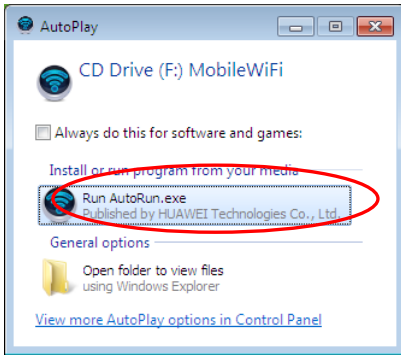 AutoPlay
CD Drive (F:) MobileWiFi
Always do this for software and games:
Install or run program from your media
Run AutoRun.exe
Published by HUAWEI Technologies Co., Ltd.
General options
Open folder to view files
using Windows Explorer
View more AutoPlay options in Control Panel